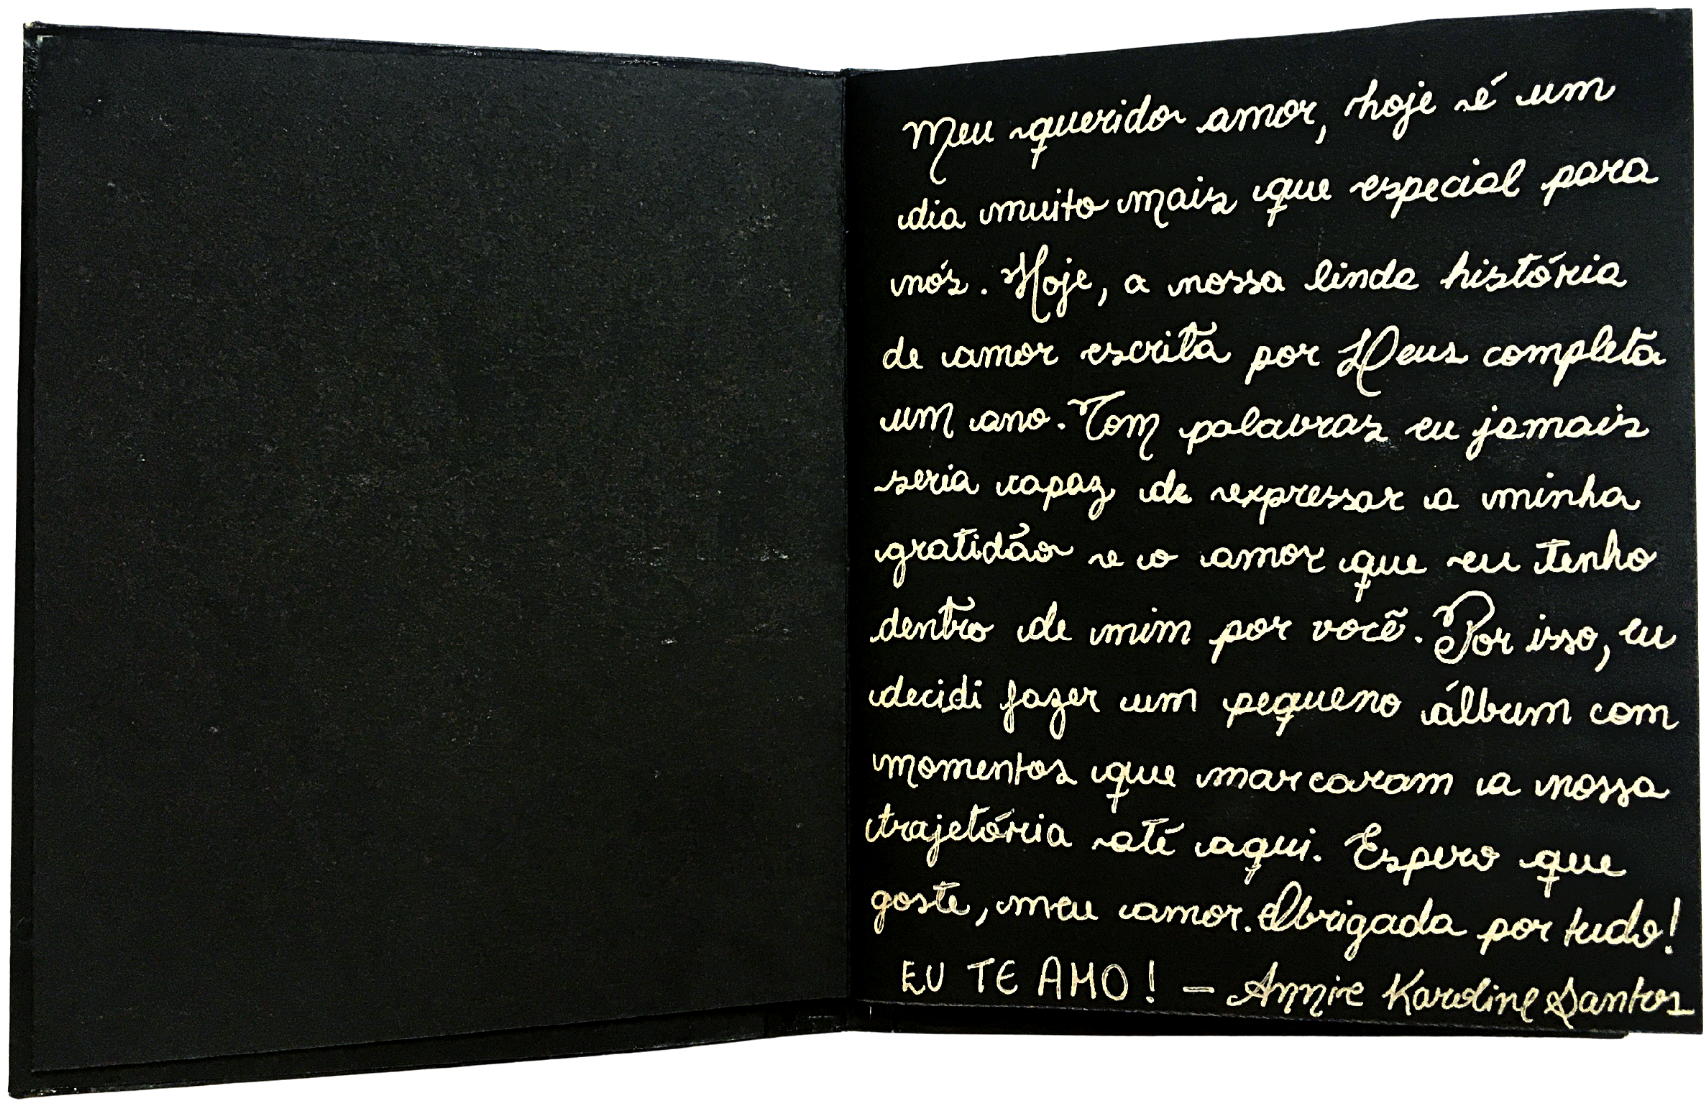 Meu querido amor, hoje é um
dia muito mais que especial para
nós. Hoje, a nossa linda história
de amor escrita por Deus completa
um ano. Com palavras eu jamais
seria capaz de expressar a minha
gratidão e o amor que eu tenho
dentro de mim por você. Por isso, eu
decidi fazer um pequeno álbum com
momentos que marcaram a nossa
trajetória até aqui. Espero que
goste, meu amor. Obrigada por tudo!
EU TE AMO! - Annie Karoline Santos